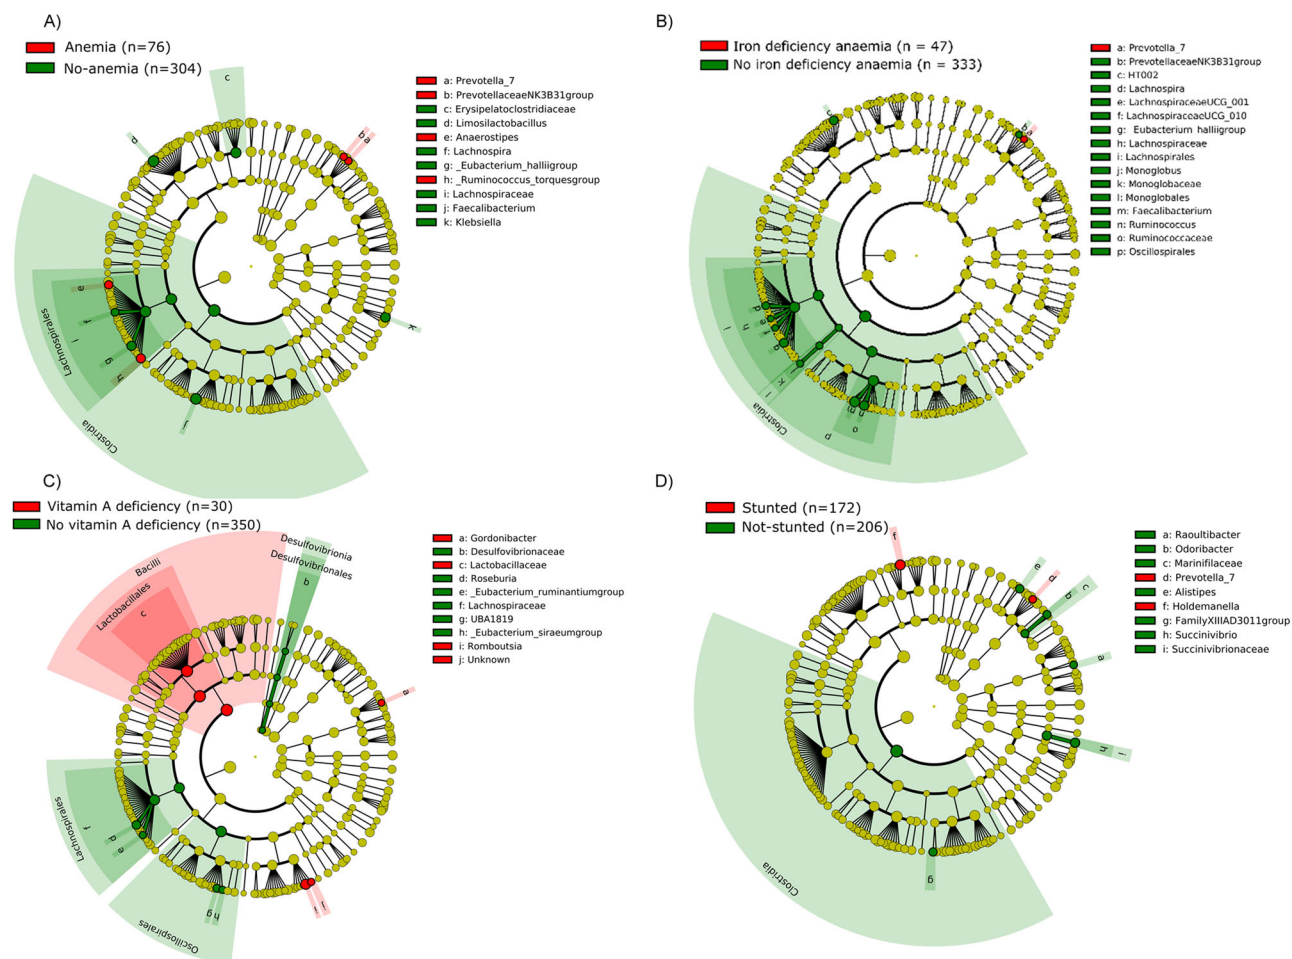 A)
Anemia (n=76)
No-anemia (n=304)
a: Prevotella_7
b: PrevotellaceaeNK3B31group
c: Erysipelatoclostridiaceae
d: Limosilactobacillus
e: Anaerostipes
f: Lachnospira
g: _Eubacterium_halliigroup
h: _Ruminococcus_torquesgroup
i: Lachnospiraceae
j: Faecalibacterium
k: Klebsiella
c
d
b
a
e
f
i
g
h
j
k
Lachnospirales
Clostridia
B)
Iron deficiency anaemia (n = 47)
No iron deficiency anaemia (n = 333)
a: Prevotella_7
b: PrevotellaceaeNK3B31group
c: HT002
d: Lachnospira
e: LachnospiraceaeUCG_001
f: LachnospiraceaeUCG_010
g: _Eubacterium_halliigroup
h: Lachnospiraceae
i: Lachnospirales
j: Monoglobus
k: Monoglobaceae
l: Monoglobales
m: Faecalibacterium
n: Ruminococcus
o: Ruminococcaceae
p: Oscillospirales
c
b
a
i
h
k
l
m
n
o
p
Clostridia
C)
Vitamin A deficiency (n=30)
No vitamin A deficiency (n=350)
a: Gordonibacter
b: Desulfovibrionaceae
c: Lactobacillaceae
d: Roseburia
e: _Eubacterium_ruminantiumgroup
f: Lachnospiraceae
g: UBA1819
h: _Eubacterium_siraeumgroup
i: Romboutsia
j: Unknown
Desulfovibrionia
Desulfovibrionales
b
Bacilli
Lactobacillales
c
a
f
d
e
Lachnospirales
h
g
i
j
Oscillospirales
D)
Stunted (n=172)
Not-stunted (n=206)
a: Raoultibacter
b: Odoribacter
c: Marinifilaceae
d: Prevotella_7
e: Alistipes
f: Holdemanella
g: FamilyXIIIAD3011group
h: Succinivibrio
i: Succinivibrionaceae
f
e
d
b
c
a
h
i
g
Clostridia